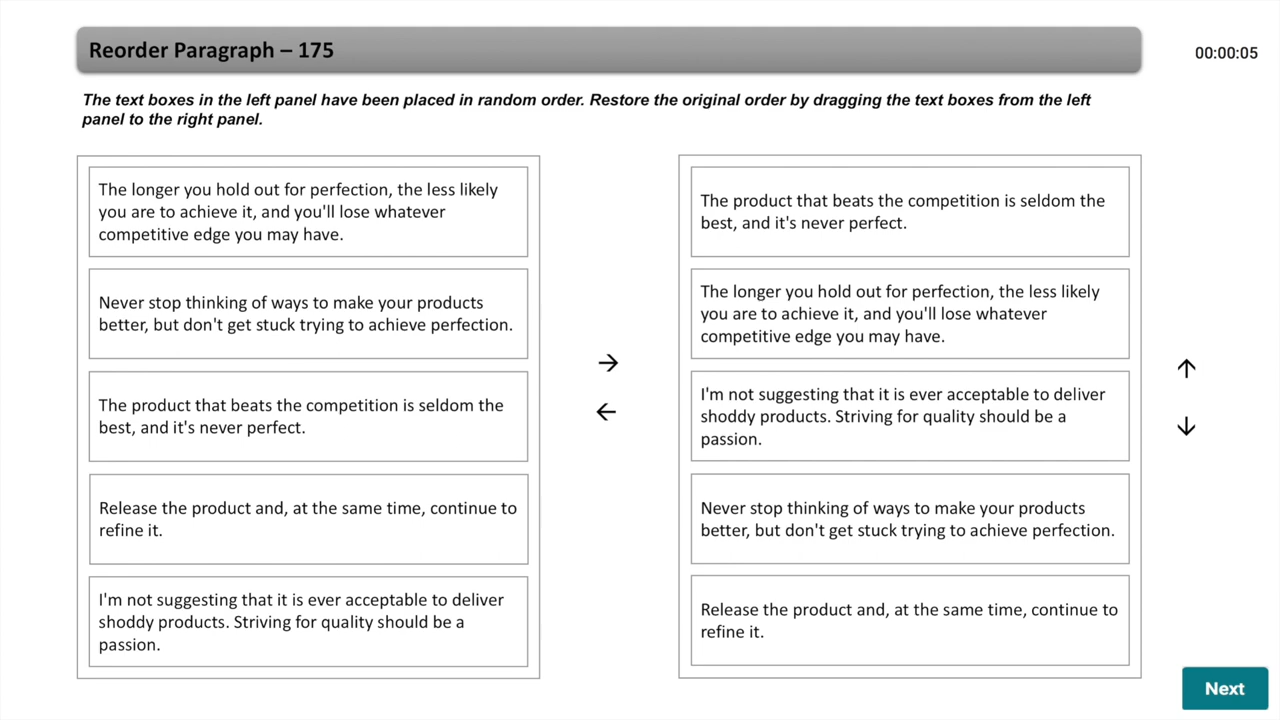 Reorder Paragraph – 175
00:00:05
The text boxes in the left panel have been placed in random order. Restore the original order by dragging the text boxes from the left
panel to the right panel.
The longer you hold out for perfection, the less likely
you are to achieve it, and you'll lose whatever
competitive edge you may have.
Never stop thinking of ways to make your products
better, but don't get stuck trying to achieve perfection.
The product that beats the competition is seldom the
best, and it's never perfect.
Release the product and, at the same time, continue to
refine it.
I'm not suggesting that it is ever acceptable to deliver
shoddy products. Striving for quality should be a
passion.
The product that beats the competition is seldom the
best, and it's never perfect.
The longer you hold out for perfection, the less likely
you are to achieve it, and you'll lose whatever
competitive edge you may have.
I'm not suggesting that it is ever acceptable to deliver
shoddy products. Striving for quality should be a
passion.
Never stop thinking of ways to make your products
better, but don't get stuck trying to achieve perfection.
Release the product and, at the same time, continue to
refine it.
Next